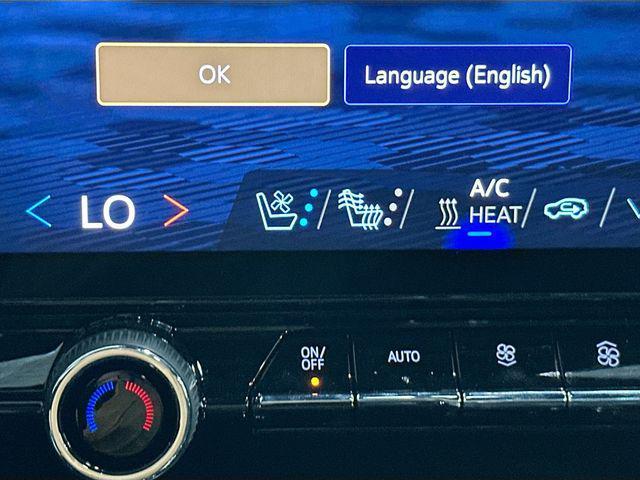 OK
Language (English)
LO
A/C
HEAT
ON/
OFF
AUTO